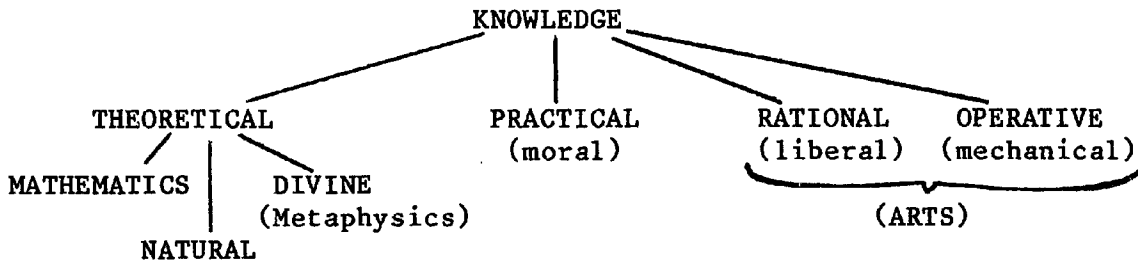 KNOWLEDGE
THEORETICAL PRACTICAL RATIONAL OPERATIVE
(moral) (liberal) (mechanical)
MATHEMATICS DIVINE
(Metaphysics) (ARTS)
NATURAL